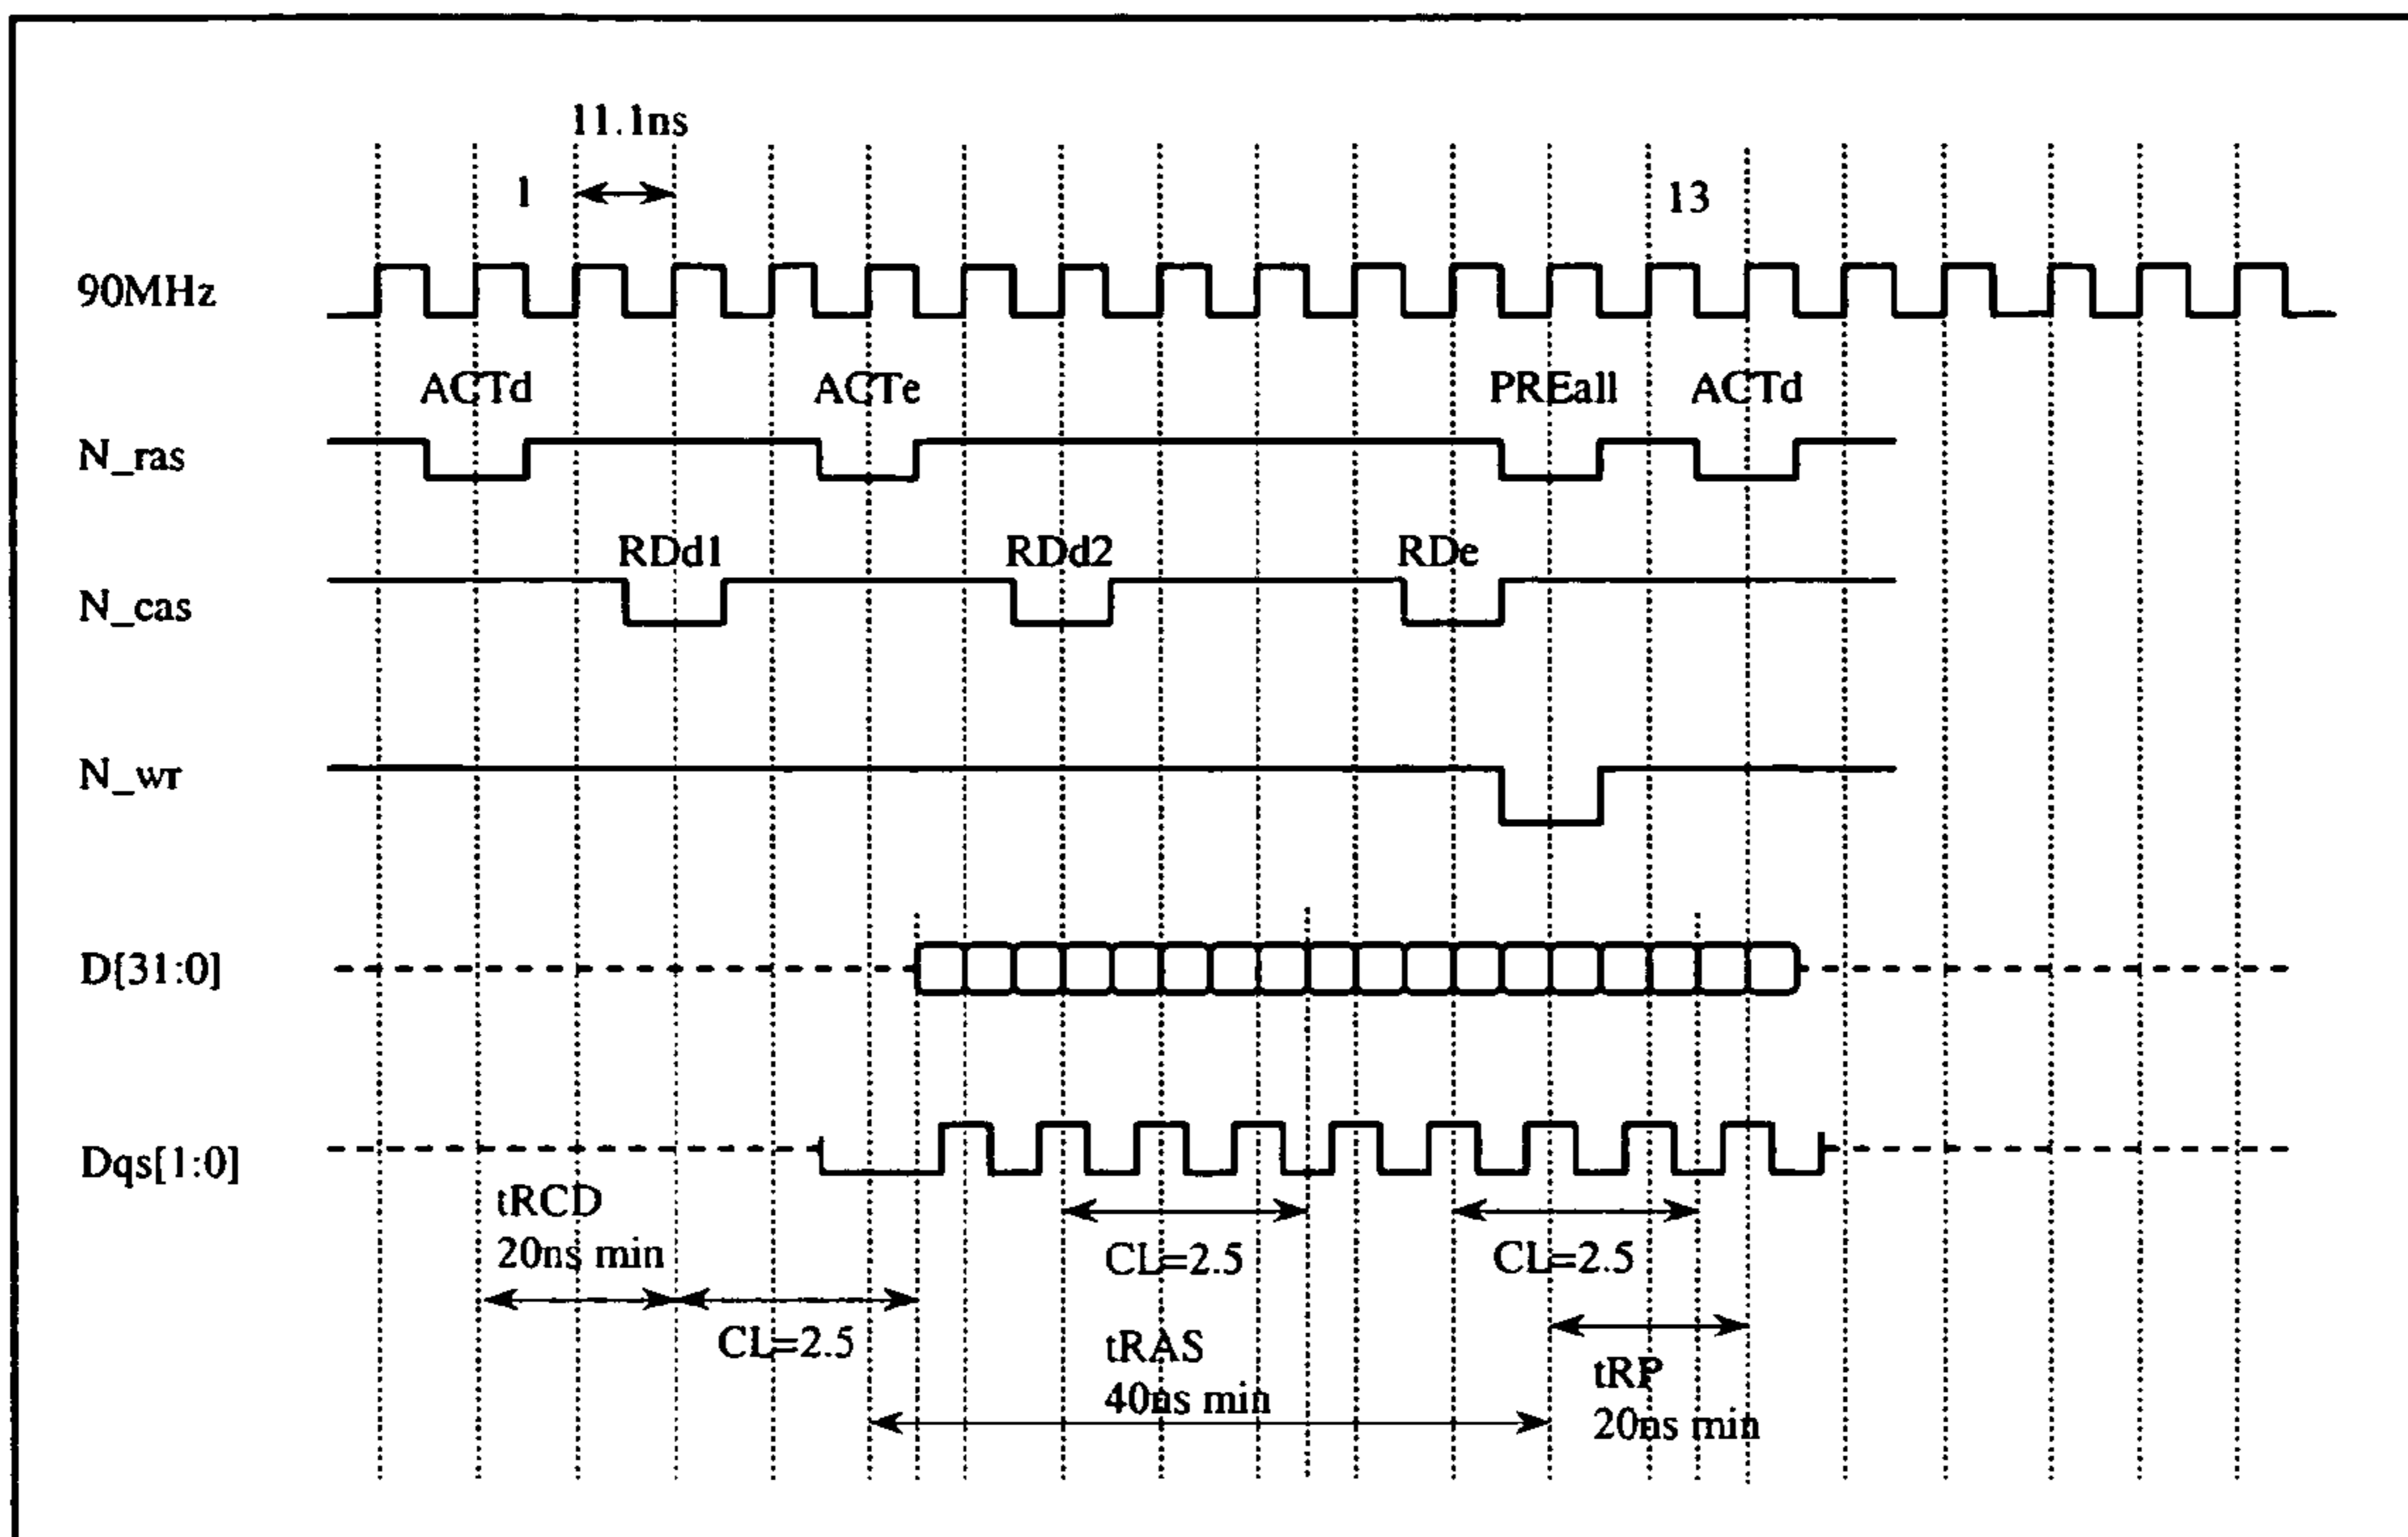 11.1ns
1
13
90MHz
ACTd ACTe PREall ACTd
N_ras
RDd1 RDd2 RDe
N_cas
N_wr
D[31:0]
Dqs[1:0]
tRCD
20ns min
CL=2.5
CL=2.5
CL=2.5
tRAS
40ns min
tRP
20ns min